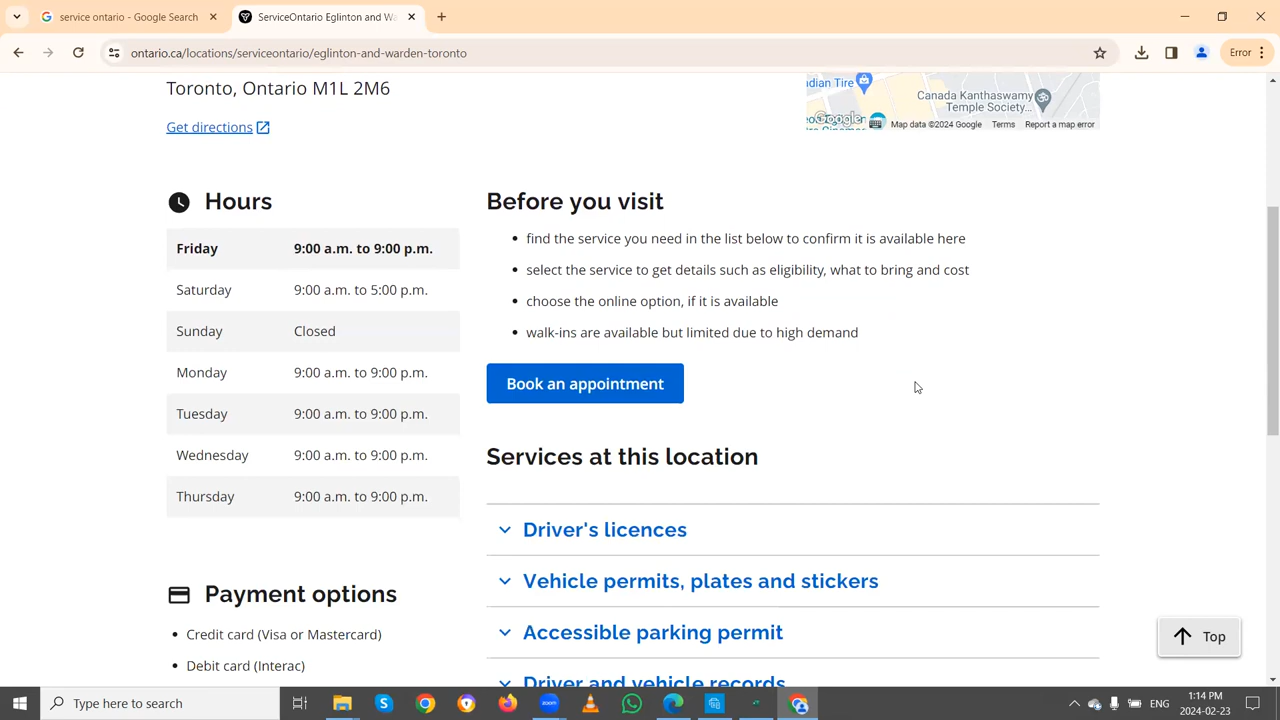 service ontario - Google Search
ServiceOntario Eglinton and Wa
ontario.ca/locations/serviceontario/eglinton-and-warden-toronto
Error
Toronto, Ontario M1L 2M6
Get directions
dian Tire
Canada Kanthaswamy
Temple Society...
Google
Map data ©2024 Google
Terms
Report a map error
Hours
Friday 9:00 a.m. to 9:00 p.m.
Saturday 9:00 a.m. to 5:00 p.m.
Sunday Closed
Monday 9:00 a.m. to 9:00 p.m.
Tuesday 9:00 a.m. to 9:00 p.m.
Wednesday 9:00 a.m. to 9:00 p.m.
Thursday 9:00 a.m. to 9:00 p.m.
Payment options
• Credit card (Visa or Mastercard)
• Debit card (Interac)
Before you visit
• find the service you need in the list below to confirm it is available here
• select the service to get details such as eligibility, what to bring and cost
• choose the online option, if it is available
• walk-ins are available but limited due to high demand
Book an appointment
Services at this location
Driver's licences
Vehicle permits, plates and stickers
Accessible parking permit
Driver and vehicle records
Top
Type here to search
zoom
ENG
1:14 PM
2024-02-23